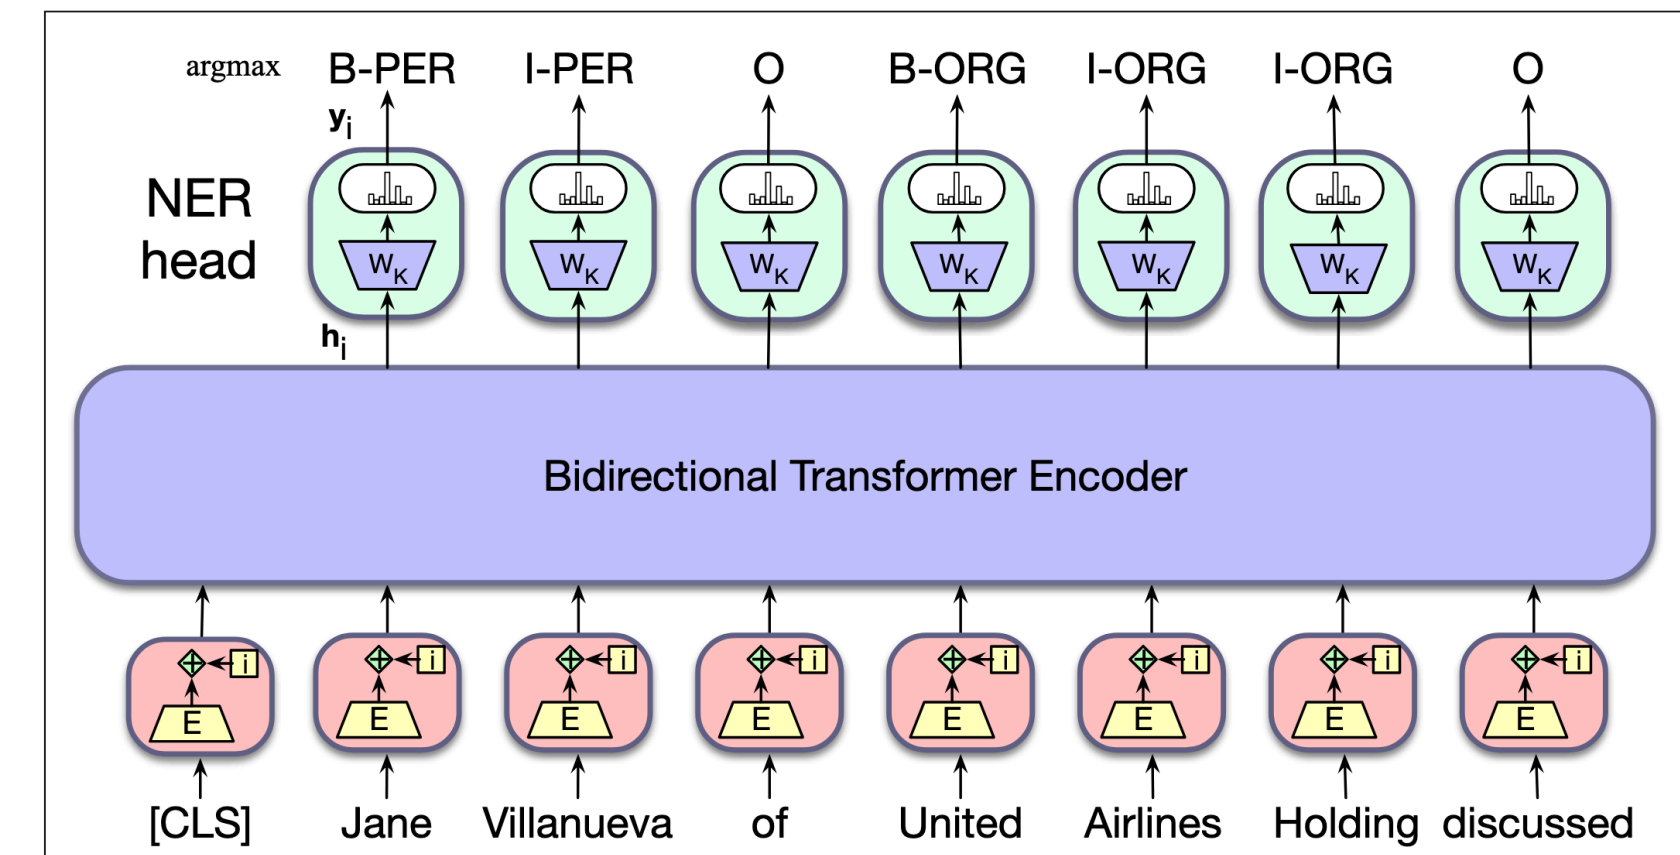 argmax B-PER I-PER O B-ORG I-ORG I-ORG O
yi
NER
head
WK WK WK WK WK WK WK
hi
Bidirectional Transformer Encoder
i i i i i i i i
E E E E E E E E
[CLS] Jane Villanueva of United Airlines Holding discussed